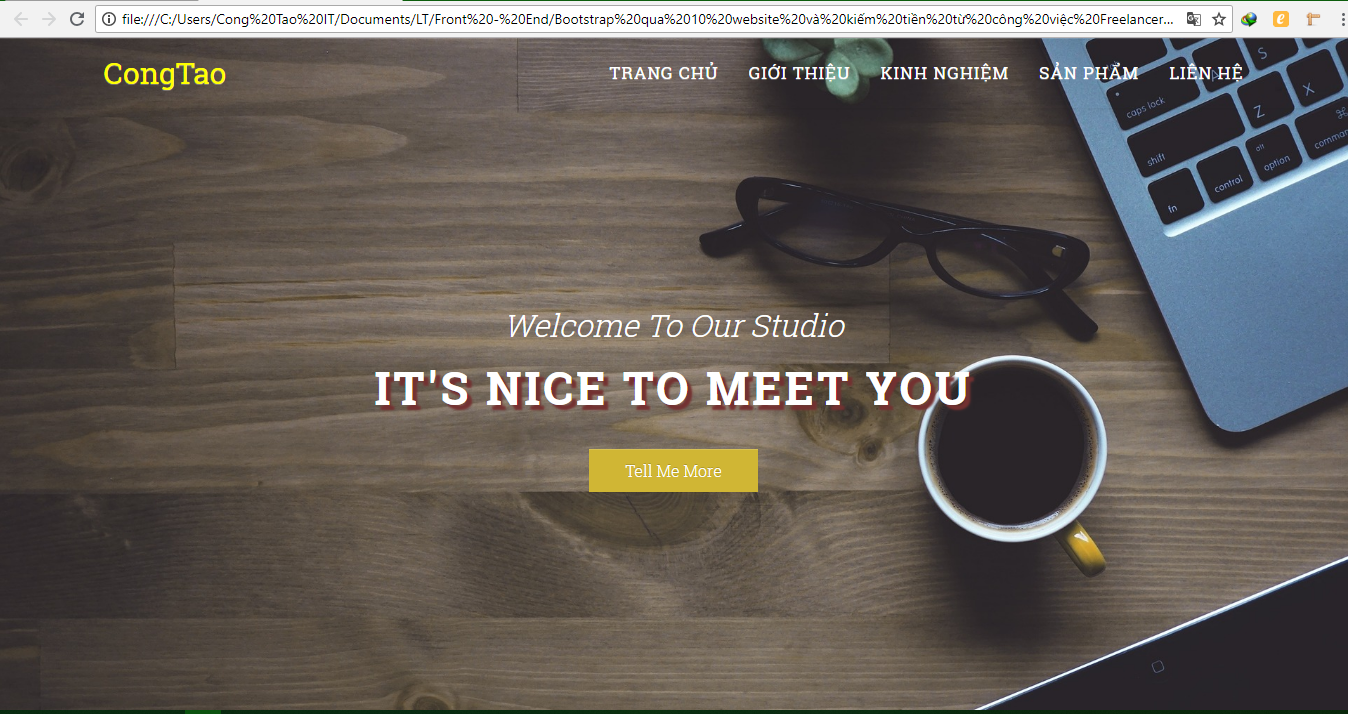 file:///C:/Users/Cong%20Tao%20IT/Documents/LT/Front%20-%20End/Bootstrap%20qua%2010%20website%20và%20kiếm%20tiền%20từ%20công%20việc%20Freelancer...
CongTao
TRANG CHỦ GIỚI THIỆU KINH NGHIỆM SẢN PHẨM LIÊN HỆ
S
A
caps lock
Z
X
⌘
shift
alt
fn
control
option
Welcome To Our Studio
IT'S NICE TO MEET YOU
Tell Me More